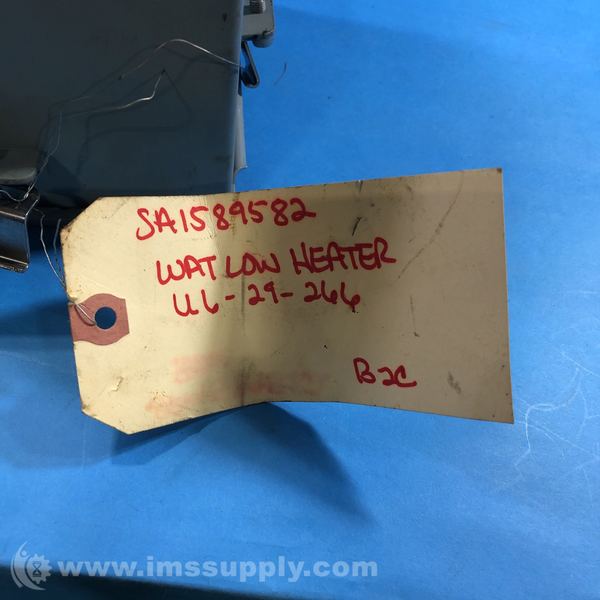 SA1589582
WATLOW HEATER
U6-29-266
B2C
www.imssupply.com